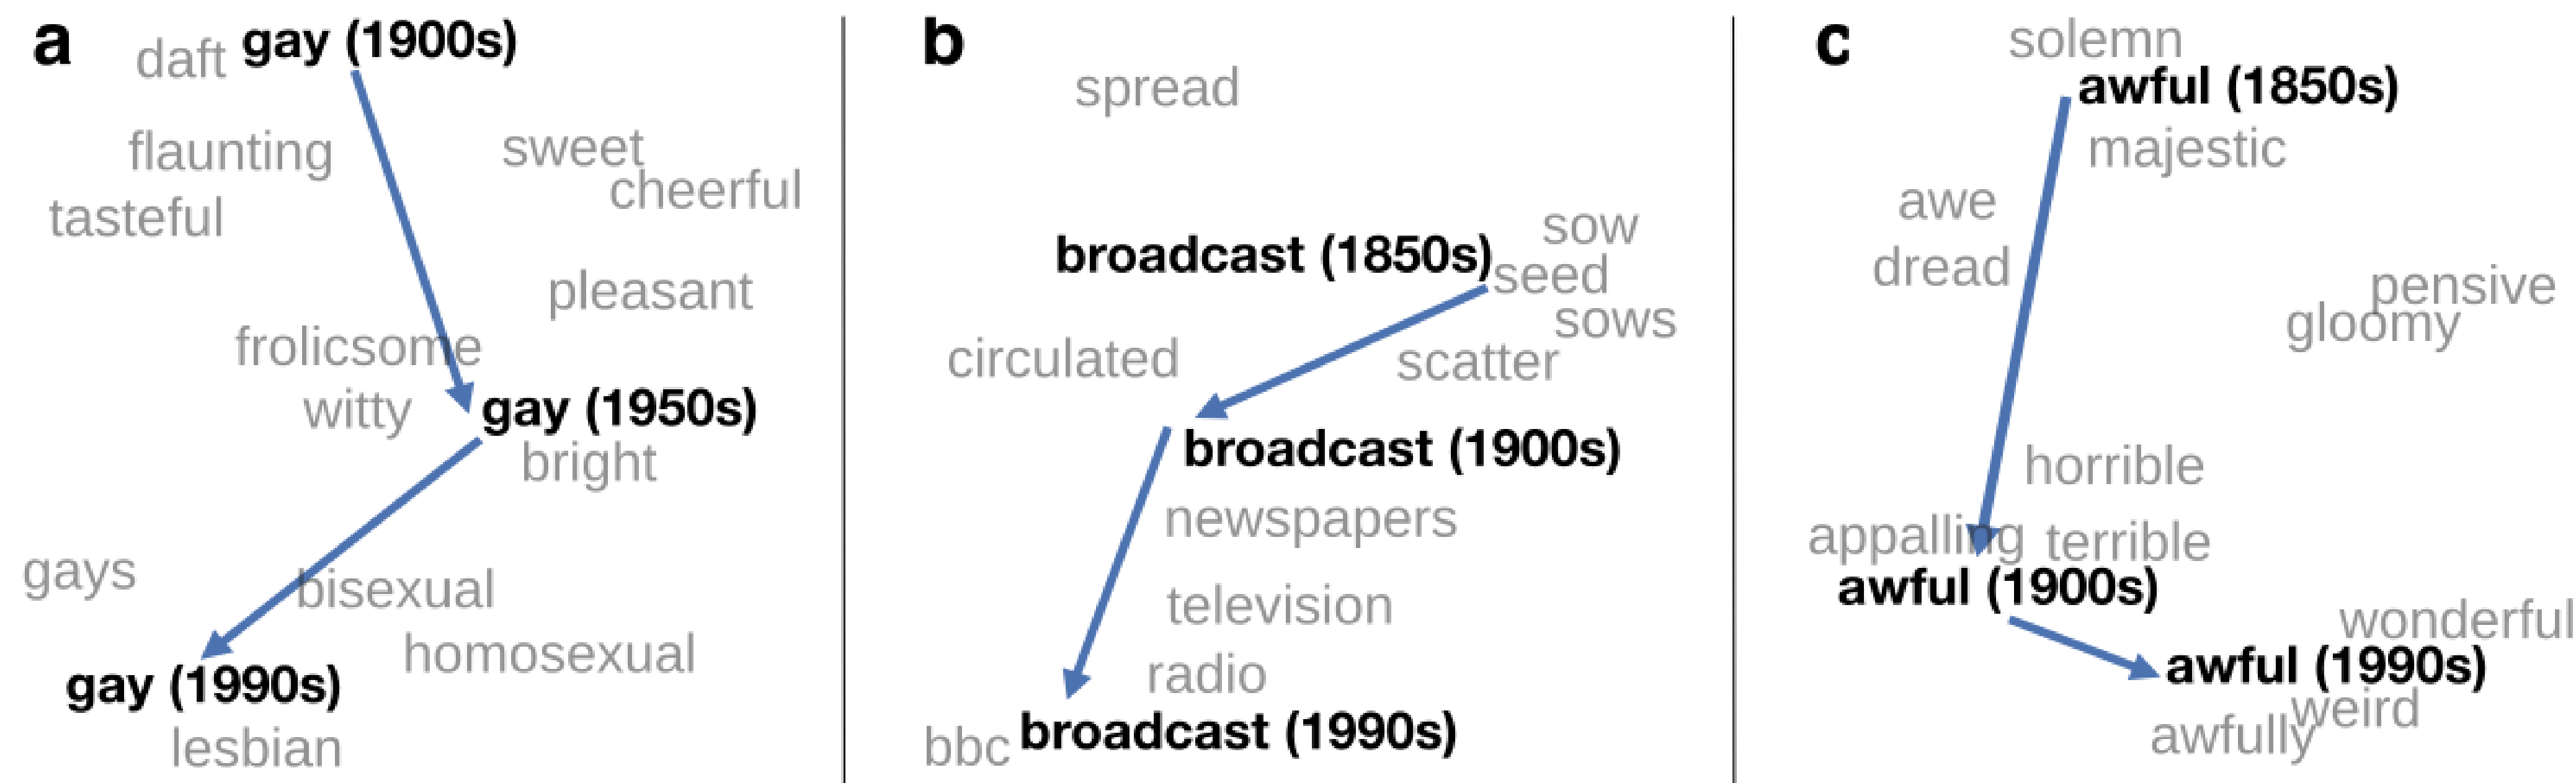 a
daft gay (1900s)
flaunting
sweet
cheerful
tasteful
pleasant
frolicsome
witty
gay (1950s)
bright
gays
bisexual
homosexual
gay (1990s)
lesbian
b
spread
sow
broadcast (1850s)
seed
sows
circulated
scatter
broadcast (1900s)
newspapers
television
radio
bbc broadcast (1990s)
c
solemn
awful (1850s)
majestic
awe
dread
pensive
gloomy
horrible
appalling terrible
awful (1900s)
wonderful
awful (1990s)
weird
awfully